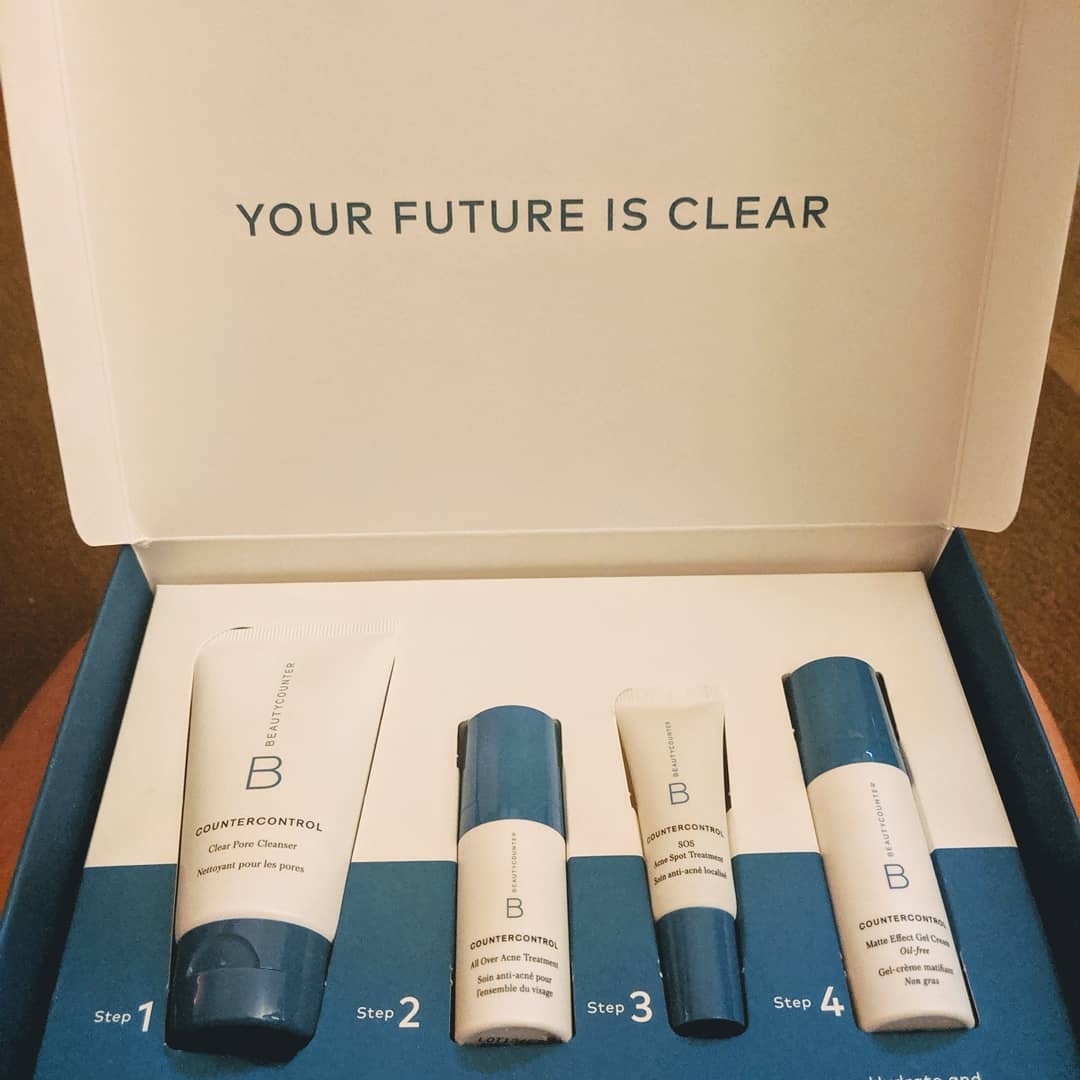 YOUR FUTURE IS CLEAR
BEAUTYCOUNTER
B
COUNTERCONTROL
Clear Pore Cleanser
Nettoyant pour les pores
Step 1
BEAUTYCOUNTER
B
COUNTERCONTROL
All Over Acne Treatment
Soin anti-acné pour
l'ensemble du visage
Step 2
BEAUTYCOUNTER
B
COUNTERCONTROL
SOS
Acne Spot Treatment
Soin anti-acné localisé
Step 3
BEAUTYCOUNTER
B
COUNTERCONTROL
Matte Effect Gel Cream
Oil-free
Gel-crème matifiant
Non gras
Step 4
Hydrate and